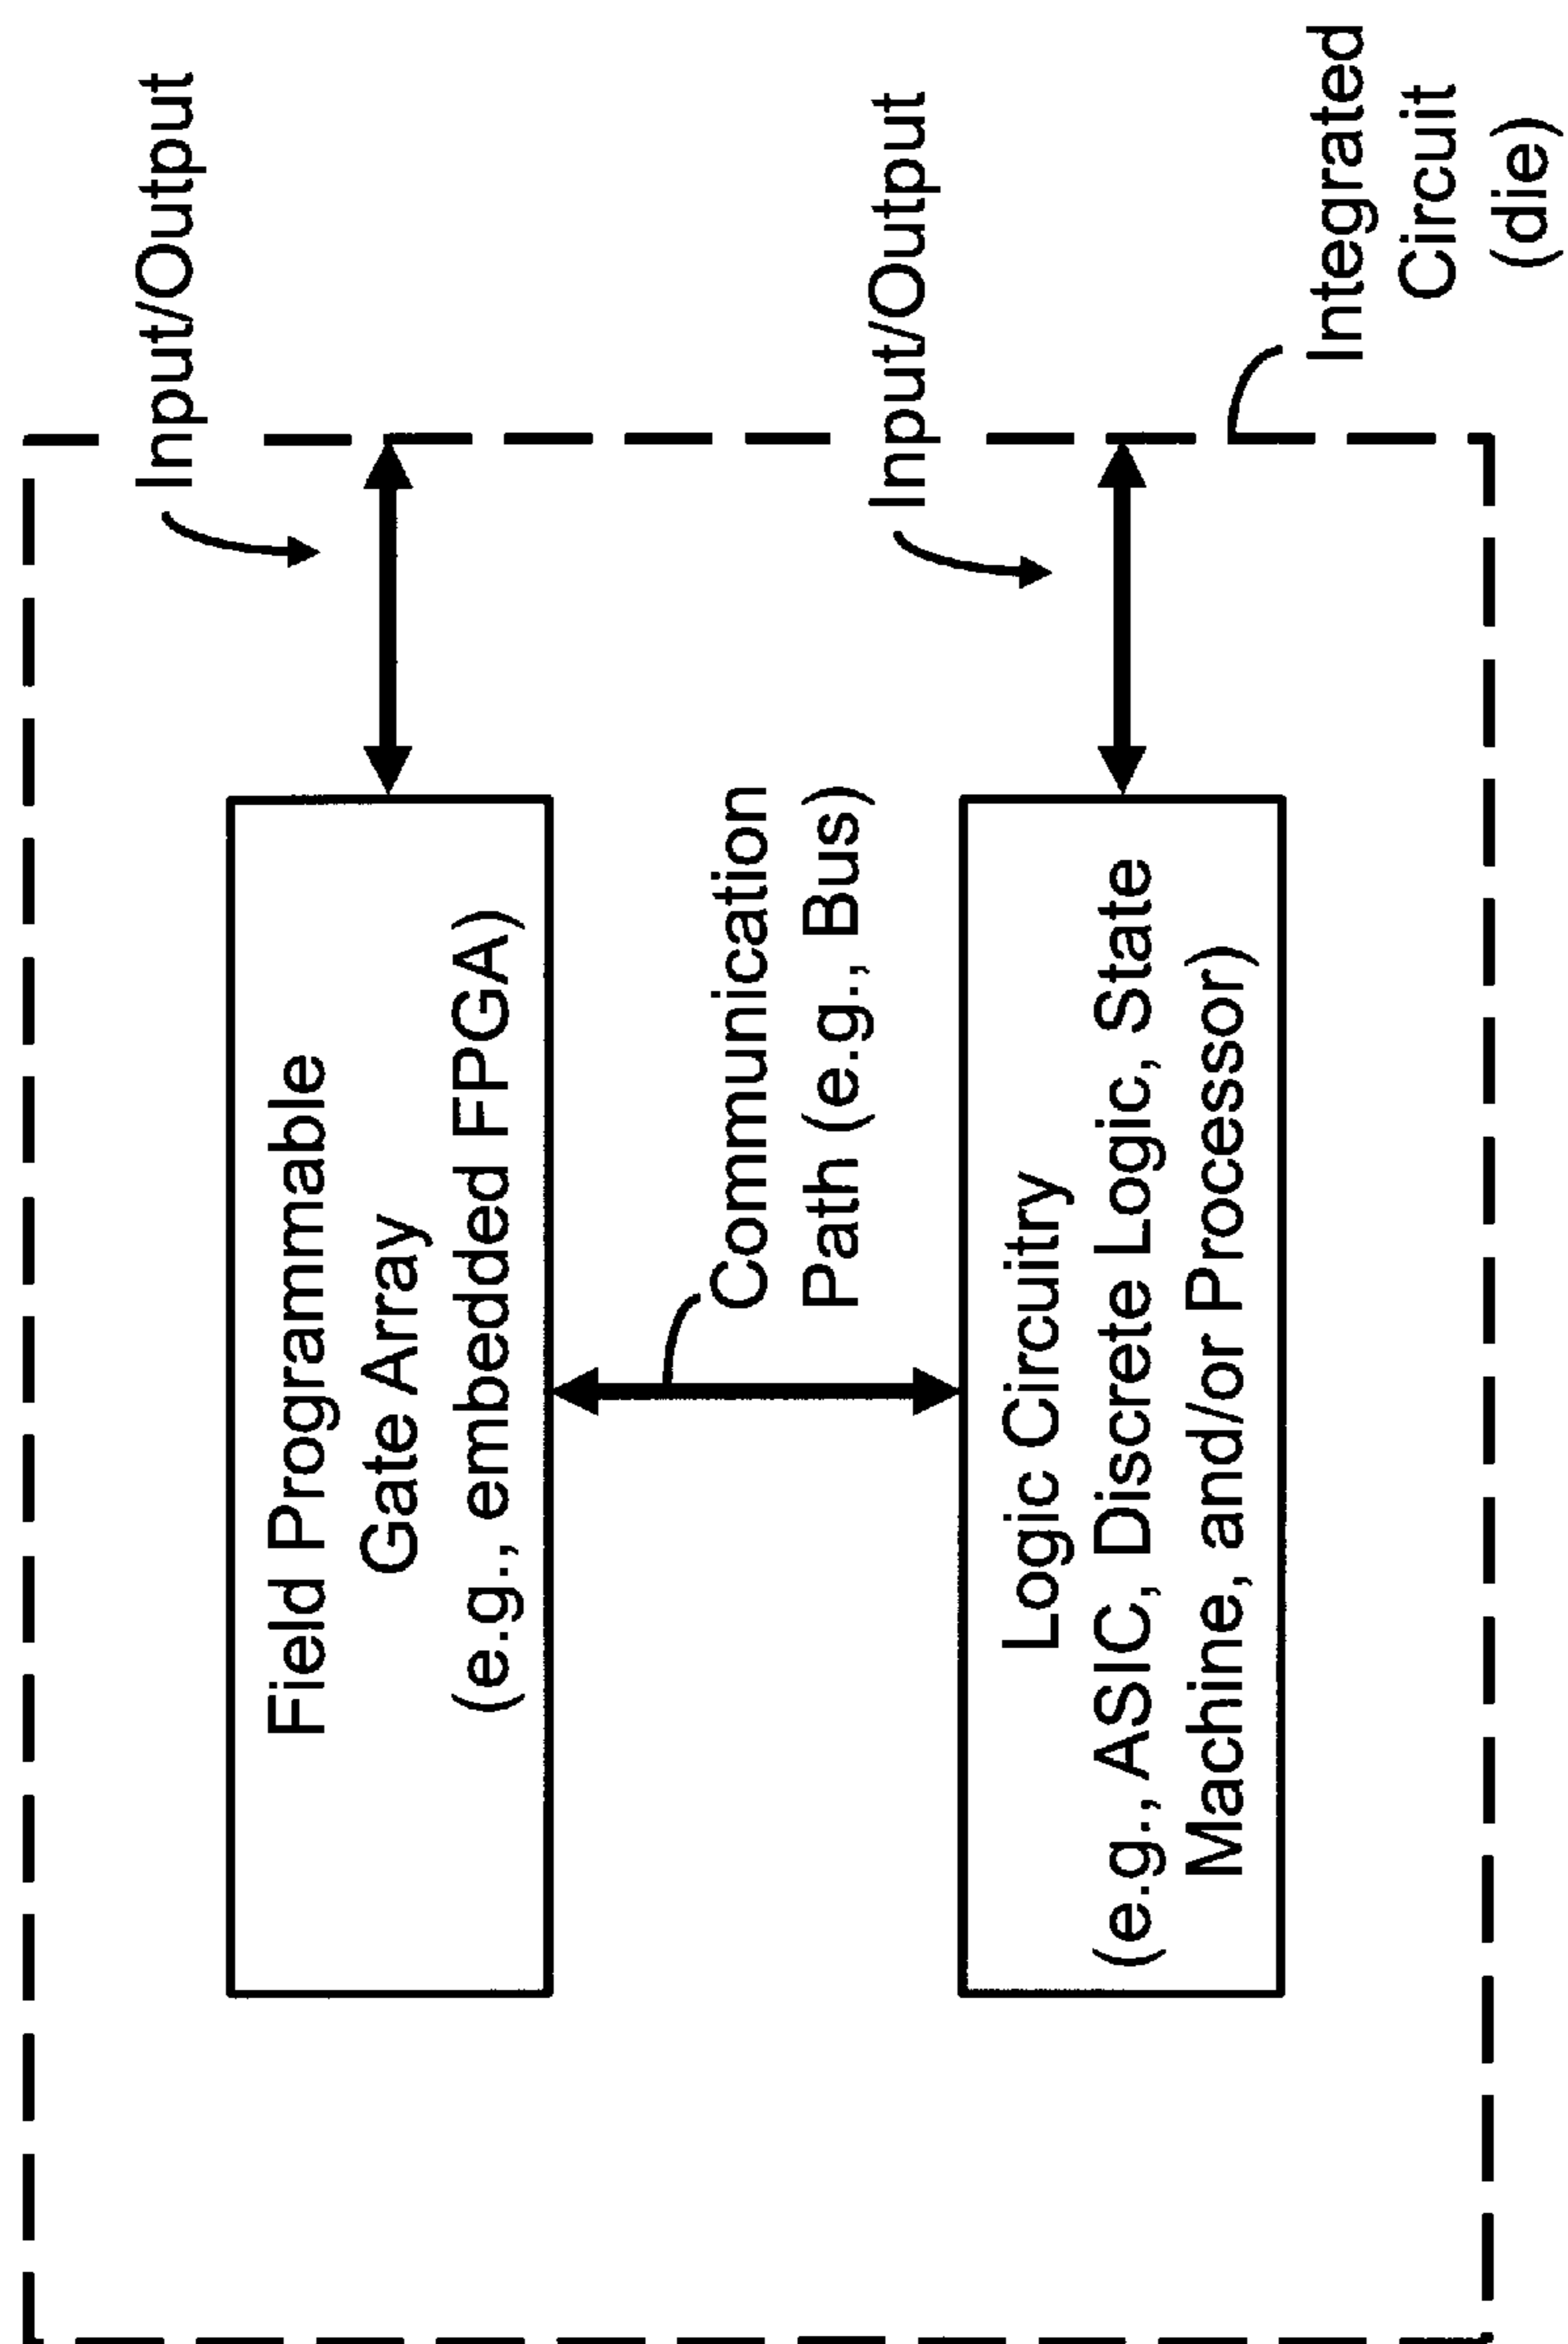 Input/Output
Field Programmable
Gate Array
(e.g., embedded FPGA)
Communication
Path (e.g., Bus)
Input/Output
Logic Circuitry
(e.g., ASIC, Discrete Logic, State
Machine, and/or Processor)
Integrated
Circuit
(die)